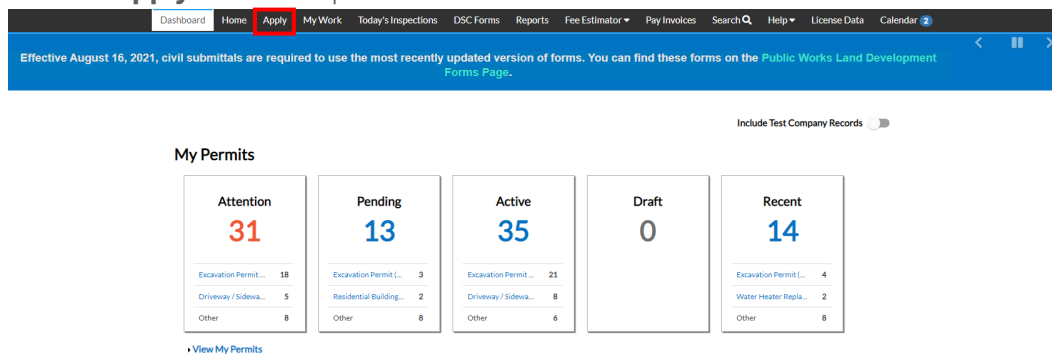 Dashboard Home Apply My Work Today's Inspections DSC Forms Reports Fee Estimator Pay Invoices Search Help License Data Calendar 2
Effective August 16, 2021, civil submittals are required to use the most recently updated version of forms. You can find these forms on the Public Works Land Development
Forms Page.
Include Test Company Records
My Permits
Attention
31
Excavation Permit ... 18
Driveway / Sidewa... 5
Other 8
Pending
13
Excavation Permit (... 3
Residential Building... 2
Other 8
Active
35
Excavation Permit ... 21
Driveway / Sidewa... 8
Other 6
Draft
0
Recent
14
Excavation Permit (... 4
Water Heater Repla... 2
Other 8
View My Permits